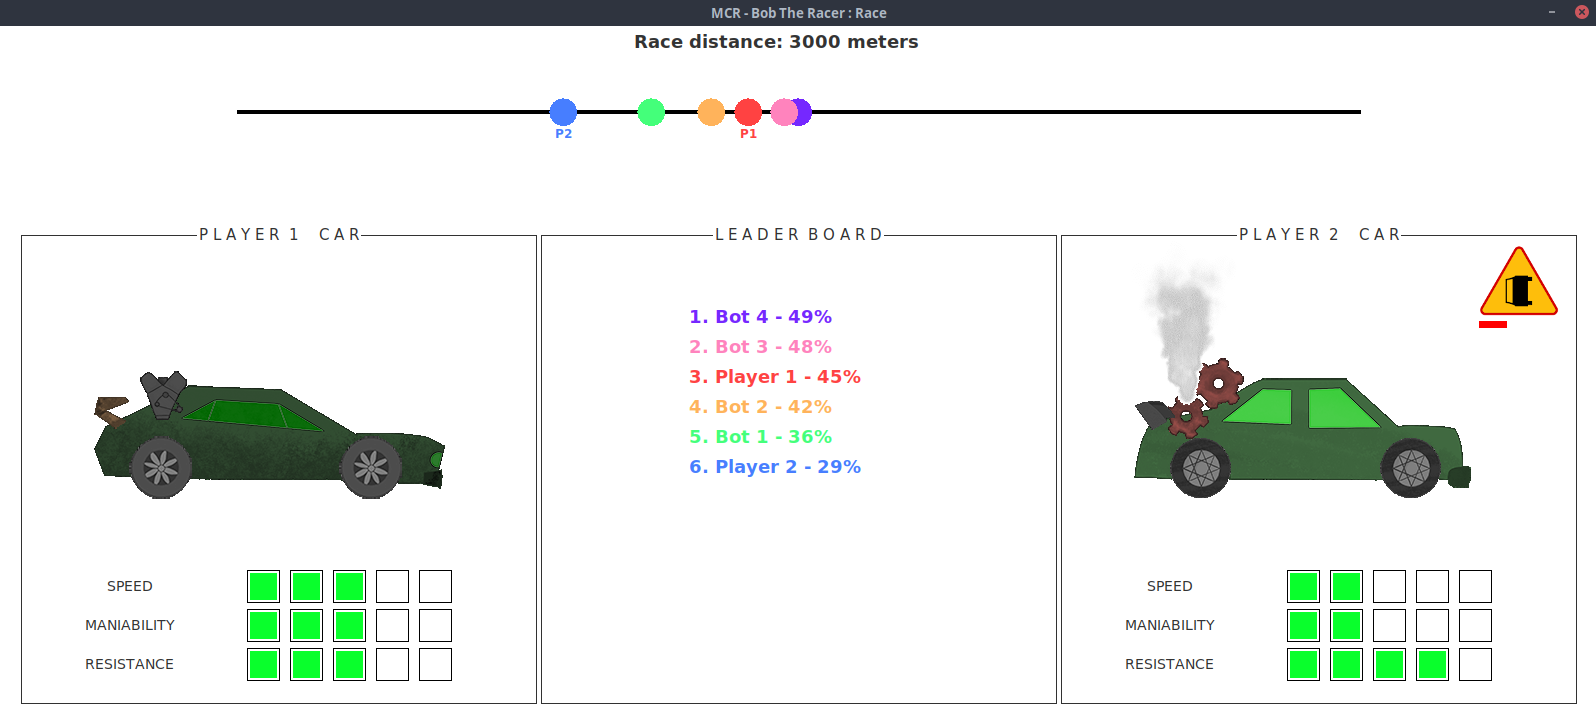 MCR - Bob The Racer : Race
Race distance: 3000 meters
P2
P1
PLAYER 1 CAR
SPEED
MANIABILITY
RESISTANCE
LEADER BOARD
1. Bot 4 - 49%
2. Bot 3 - 48%
3. Player 1 - 45%
4. Bot 2 - 42%
5. Bot 1 - 36%
6. Player 2 - 29%
PLAYER 2 CAR
SPEED
MANIABILITY
RESISTANCE